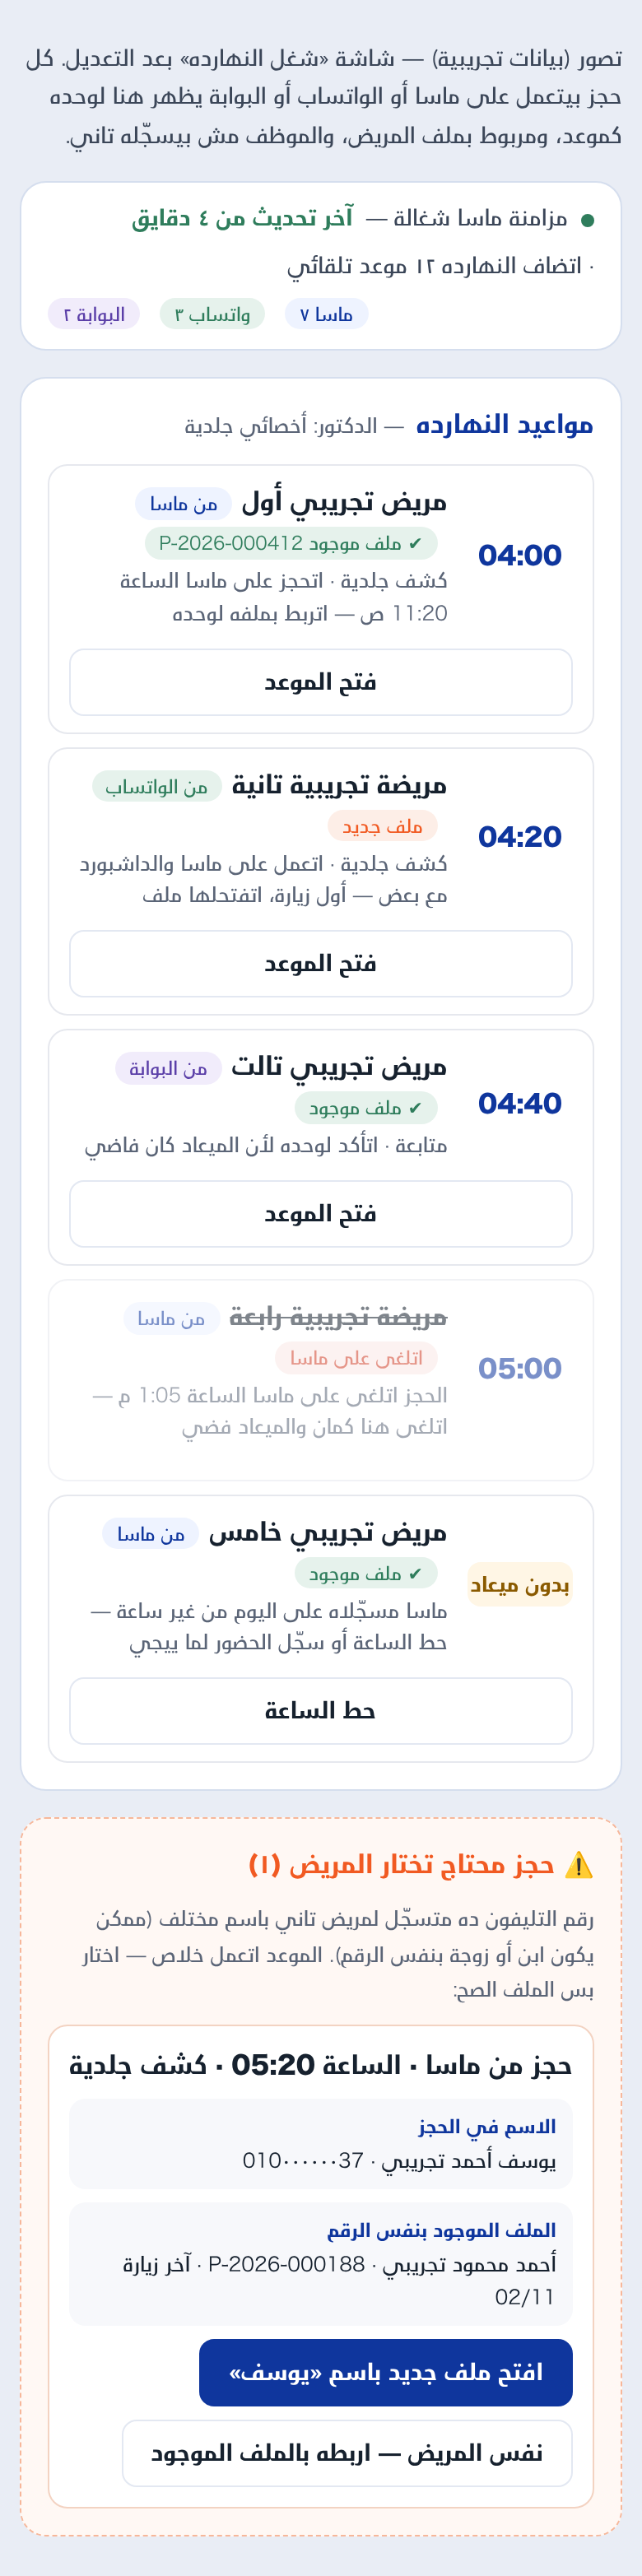 تصور (بيانات تجريبية) — شاشة «شغل النهارده» بعد التعديل. كل
حجز بيتعمل على ماسا أو الواتساب أو البوابة يظهر هنا لوحده
كموعد، ومربوط بملف المريض، والموظف مش بيسجّله تاني.
مزامنة ماسا شغالة — آخر تحديث من ٤ دقايق
· اتضاف النهارده ١٢ موعد تلقائي
ماسا ٧ واتساب ٣ البوابة ٢
مواعيد النهارده — الدكتور: أخصائي جلدية
04:00
مريض تجريبي أول من ماسا
✔ ملف موجود P-2026-000412
كشف جلدية · اتحجز على ماسا الساعة
11:20 ص — اتربط بملفه لوحده
فتح الموعد
04:20
مريضة تجريبية تانية من الواتساب
ملف جديد
كشف جلدية · اتعمل على ماسا والداشبورد
مع بعض — أول زيارة، اتفتحلها ملف
فتح الموعد
04:40
مريض تجريبي تالت من البوابة
✔ ملف موجود
متابعة · اتأكد لوحده لأن الميعاد كان فاضي
فتح الموعد
05:00
مريضة تجريبية رابعة من ماسا
اتلغى على ماسا
الحجز اتلغى على ماسا الساعة 1:05 م —
اتلغى هنا كمان والميعاد فضي
بدون ميعاد
مريض تجريبي خامس من ماسا
✔ ملف موجود
ماسا مسجّلاه على اليوم من غير ساعة —
حط الساعة أو سجّل الحضور لما ييجي
حط الساعة
⚠️ حجز محتاج تختار المريض (١)
رقم التليفون ده متسجّل لمريض تاني باسم مختلف (ممكن
يكون ابن أو زوجة بنفس الرقم). الموعد اتعمل خلاص — اختار
بس الملف الصح:
حجز من ماسا · الساعة 05:20 · كشف جلدية
الاسم في الحجز
يوسف أحمد تجريبي · 010······37
الملف الموجود بنفس الرقم
أحمد محمود تجريبي · P-2026-000188 · آخر زيارة
02/11
افتح ملف جديد باسم «يوسف»
نفس المريض — اربطه بالملف الموجود